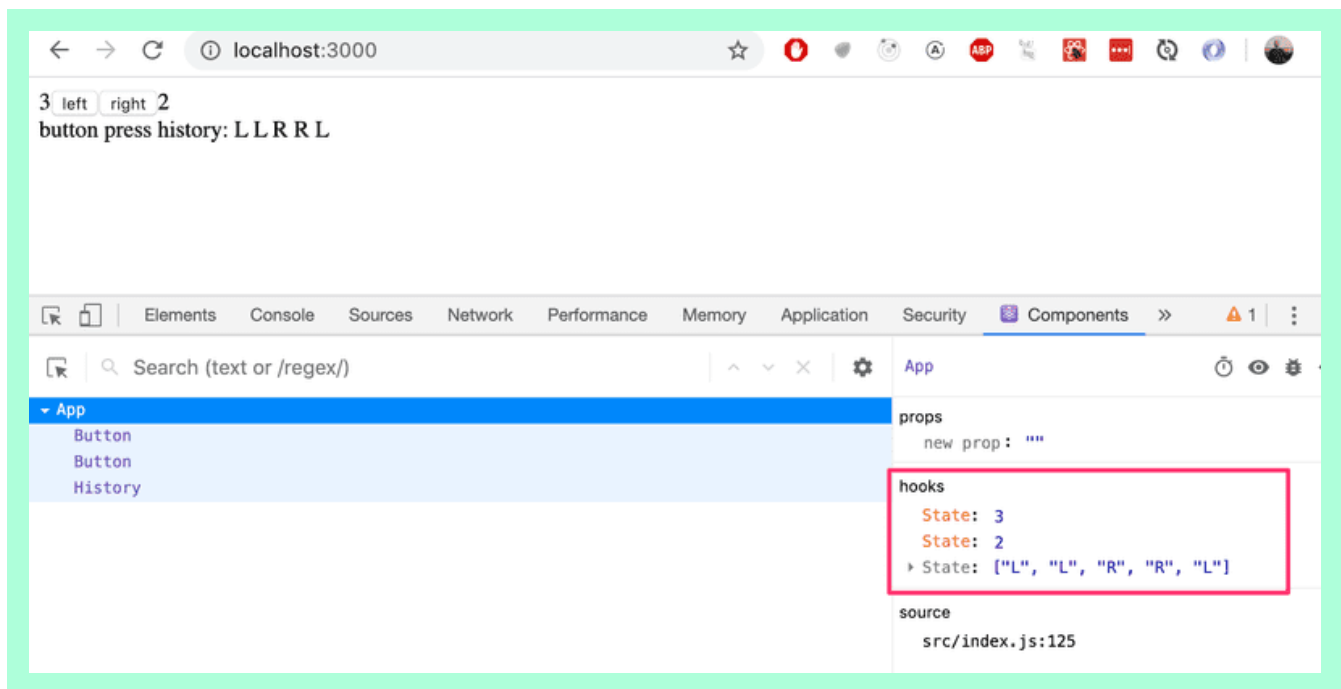 localhost:3000
ABP
3 left right 2
button press history: L L R R L
Elements Console Sources Network Performance Memory Application Security Components » 1
Search (text or /regex/)
App
App
Button
Button
History
props
new prop: ""
hooks
State: 3
State: 2
State: ["L", "L", "R", "R", "L"]
source
src/index.js:125